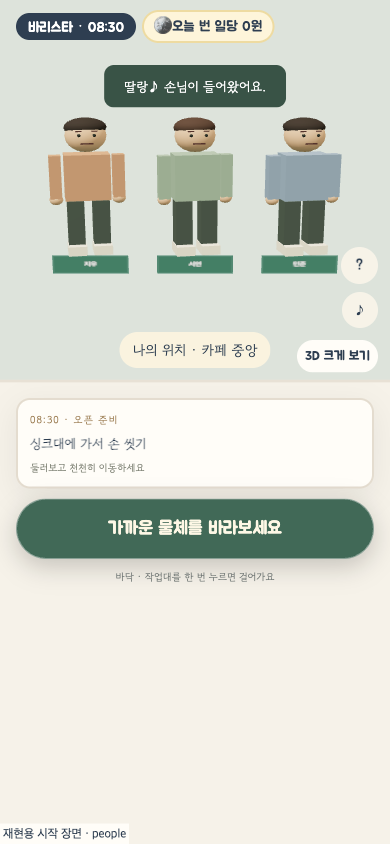 바리스타 · 08:30
오늘 번 일당 0원
딸랑♪ 손님이 들어왔어요.
?
♪
나의 위치 · 카페 중앙
3D 크게 보기
08:30 · 오픈 준비
싱크대에 가서 손 씻기
둘러보고 천천히 이동하세요
가까운 물체를 바라보세요
바닥 · 작업대를 한 번 누르면 걸어가요
재현용 시작 장면 · people